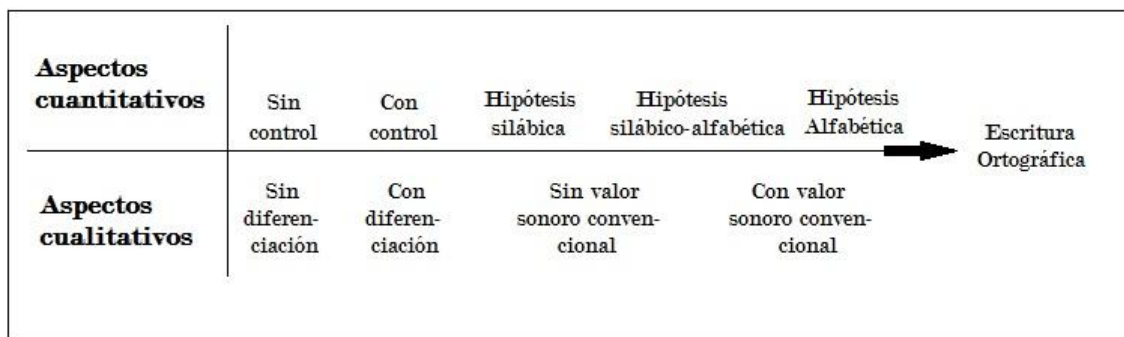 Aspectos
cuantitativos
Sin
control
Con
control
Hipótesis
silábica
Hipótesis
silábico-alfabética
Hipótesis
Alfabética
Escritura
Ortográfica
Aspectos
cualitativos
Sin
diferen-
ciación
Con
diferen-
ciación
Sin valor
sonoro conven-
cional
Con valor
sonoro conven-
cional